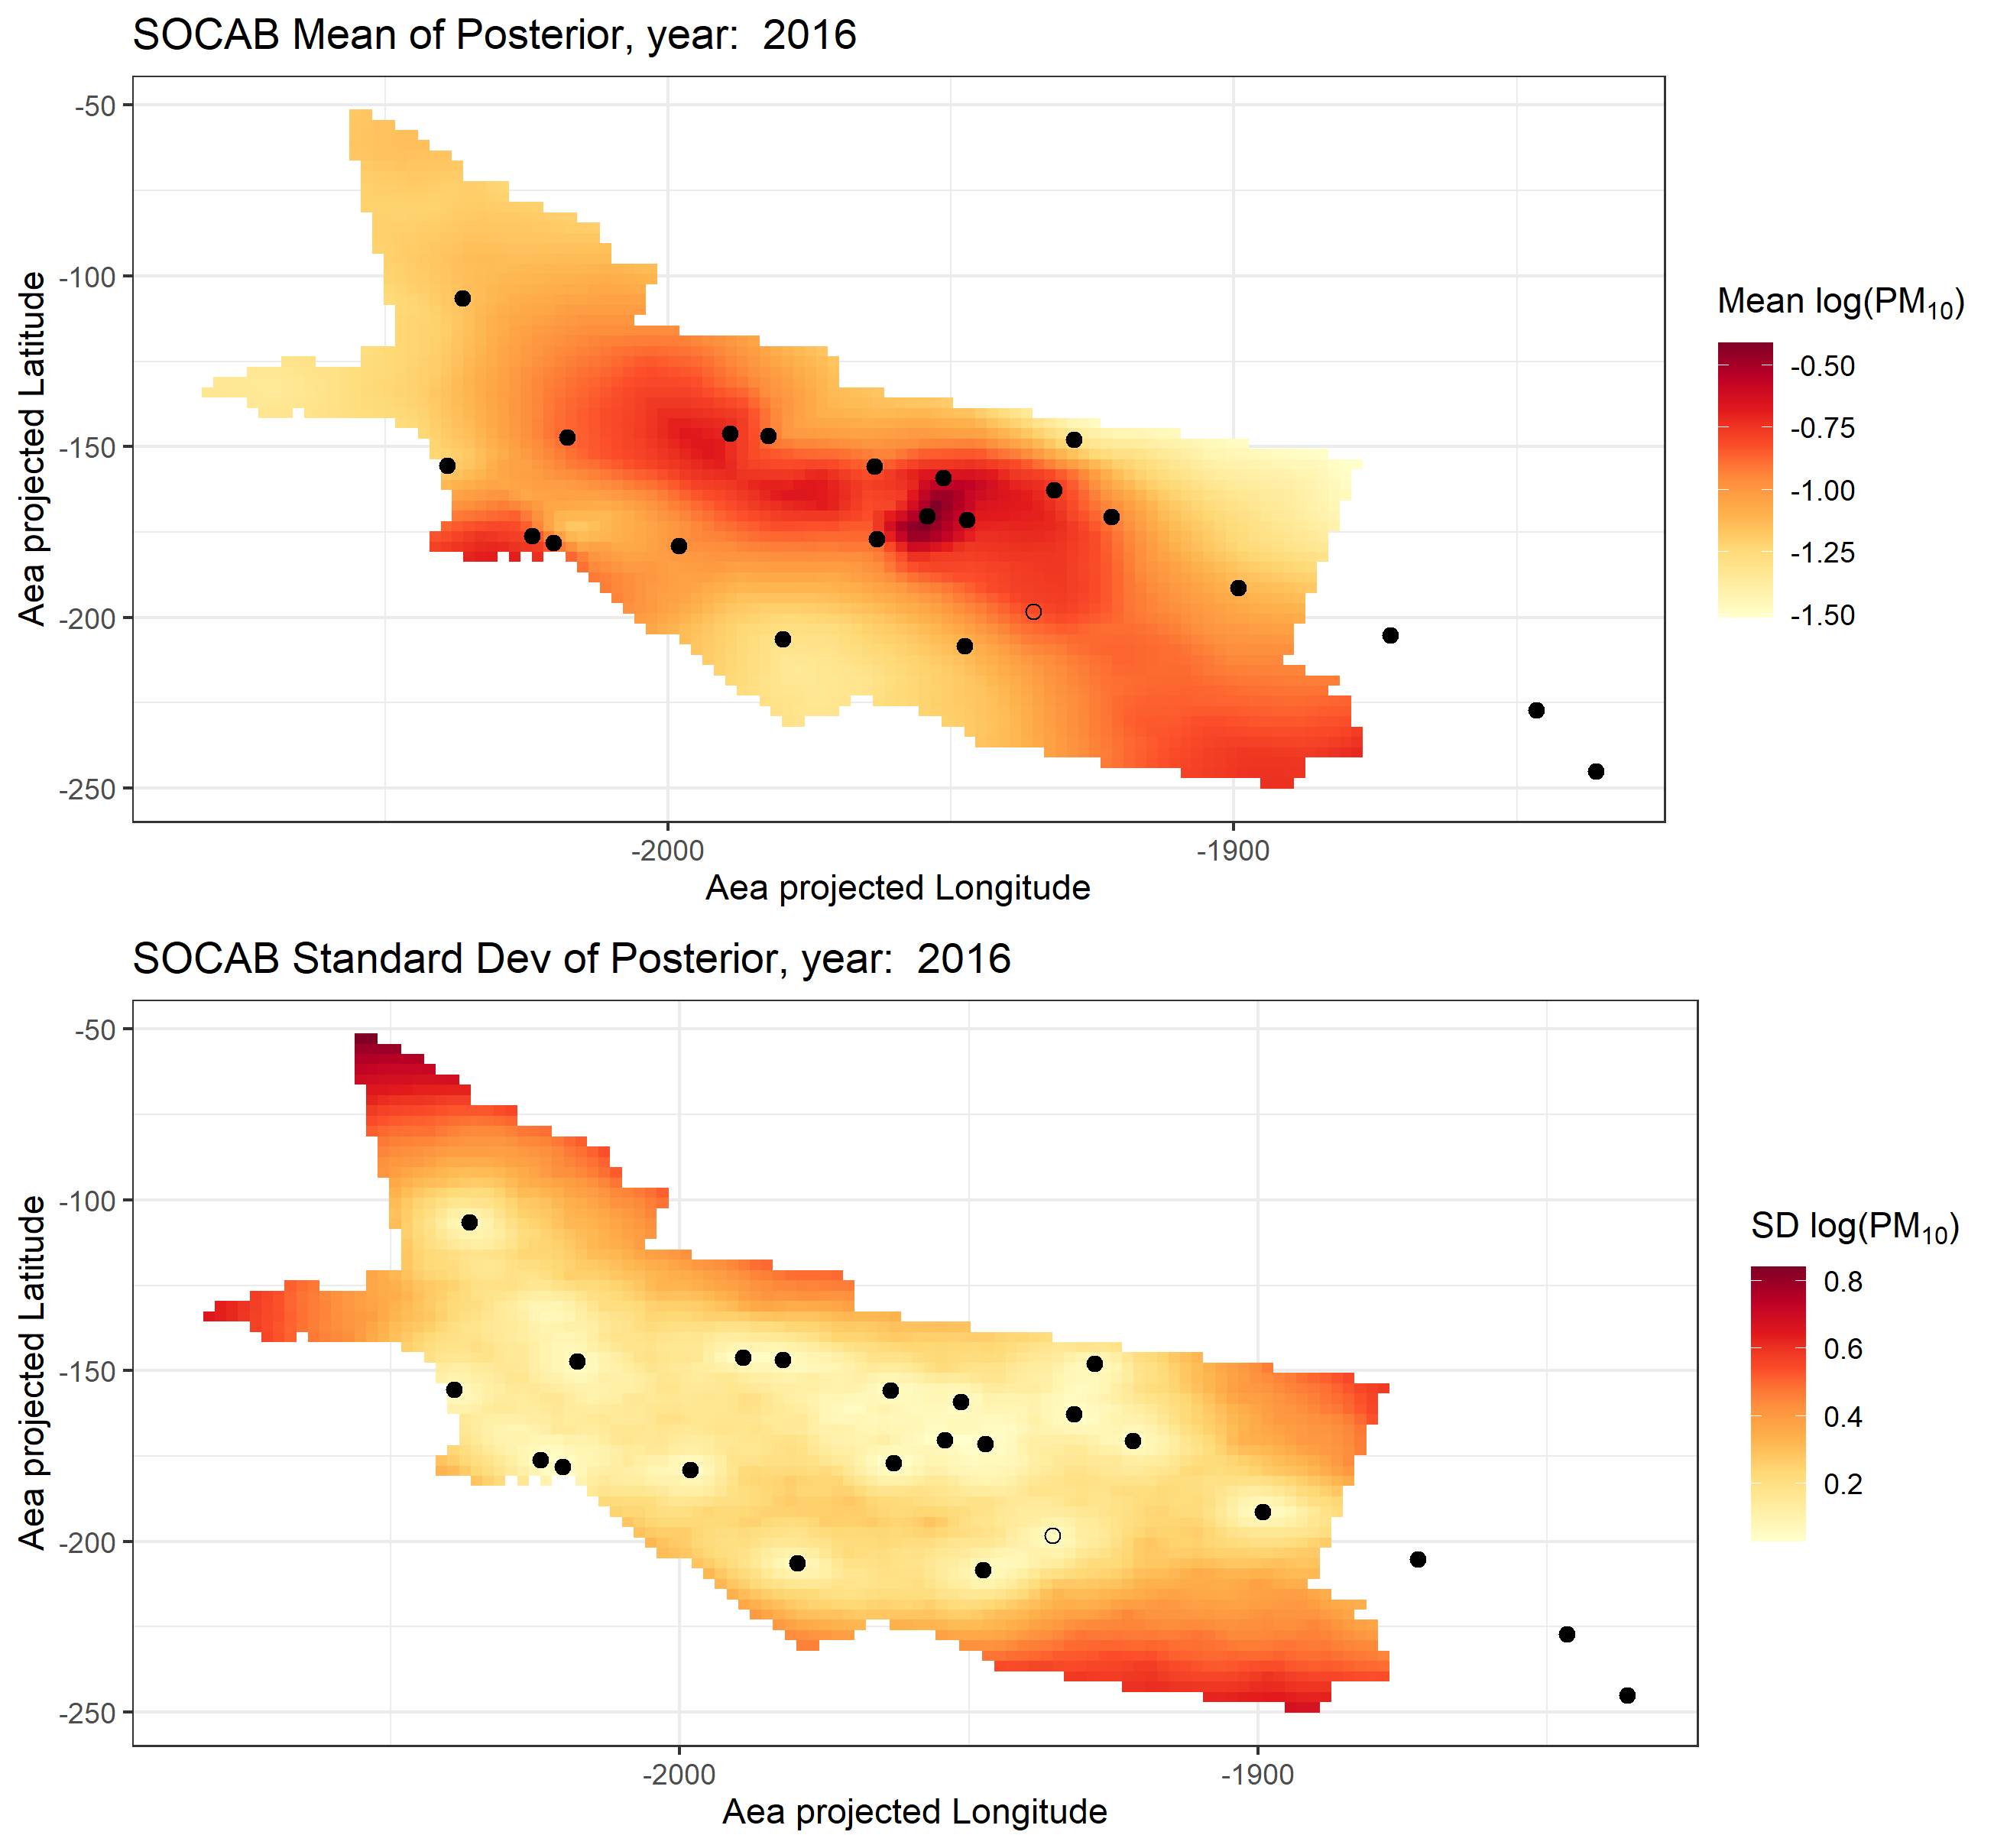 SOCAB Mean of Posterior, year:  2016
-50
-100
-150
-200
-250
Aea projected Latitude
-2000
-1900
Aea projected Longitude
Mean log(PM₁₀)
-0.50
-0.75
-1.00
-1.25
-1.50
SOCAB Standard Dev of Posterior, year:  2016
-50
-100
-150
-200
-250
Aea projected Latitude
-2000
-1900
Aea projected Longitude
SD log(PM₁₀)
0.8
0.6
0.4
0.2